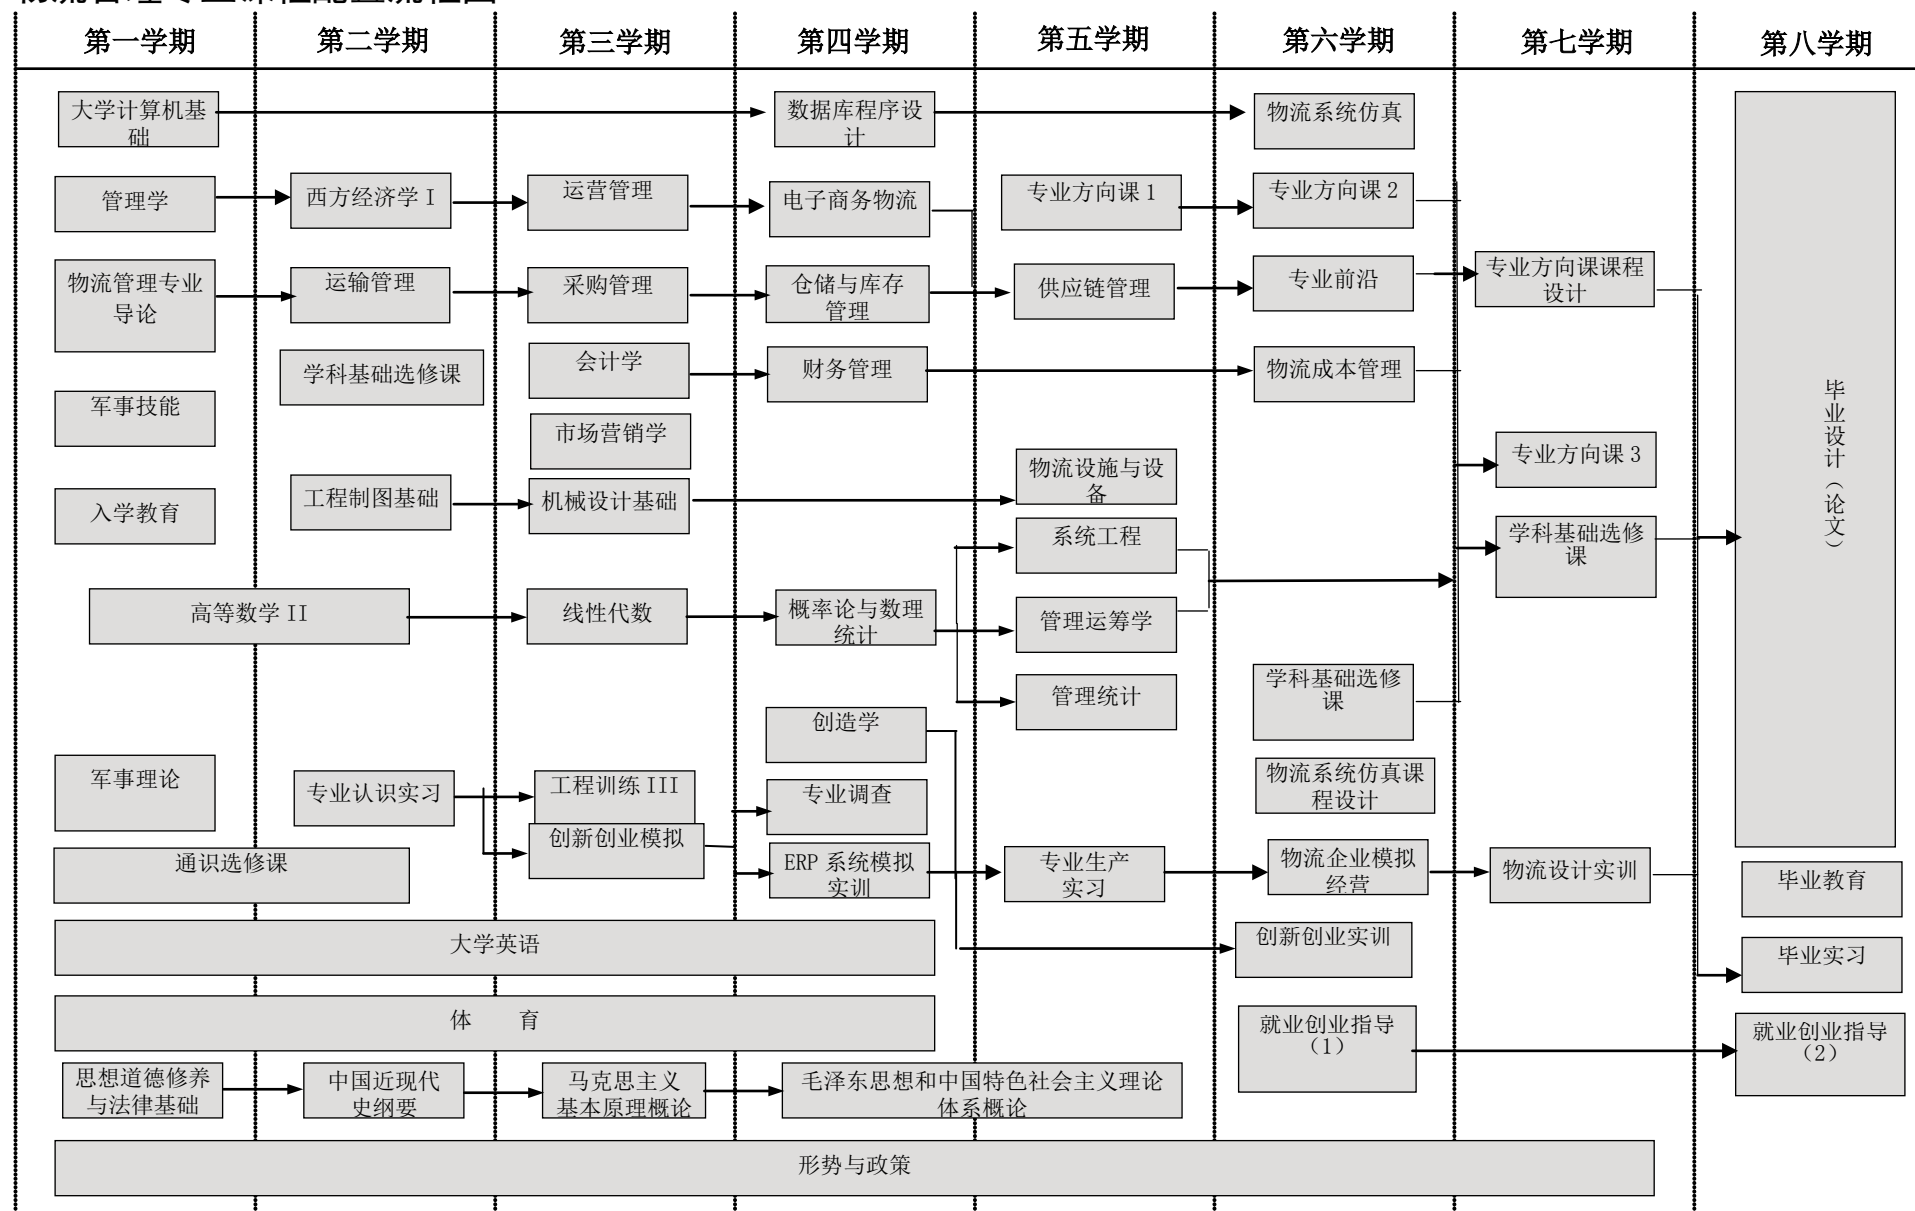 物流管理专业课程配置流程图
第一学期
第二学期
第三学期
第四学期
第五学期
第六学期
第七学期
第八学期
大学计算机基
础
数据库程序设
计
物流系统仿真
管理学
西方经济学 I
运营管理
电子商务物流
专业方向课 1
专业方向课 2
物流管理专业
导论
运输管理
采购管理
仓储与库存
管理
供应链管理
专业前沿
专业方向课课程
设计
学科基础选修课
会计学
财务管理
物流成本管理
军事技能
市场营销学
物流设施与设
备
专业方向课 3
入学教育
工程制图基础
机械设计基础
系统工程
学科基础选修
课
毕业设计（论文）
高等数学 II
线性代数
概率论与数理
统计
管理运筹学
管理统计
学科基础选修
课
创造学
军事理论
专业认识实习
工程训练 III
专业调查
物流系统仿真课
程设计
创新创业模拟
通识选修课
ERP 系统模拟
实训
专业生产
实习
物流企业模拟
经营
物流设计实训
毕业教育
大学英语
创新创业实训
毕业实习
体 育
就业创业指导
（1）
就业创业指导
（2）
思想道德修养
与法律基础
中国近现代
史纲要
马克思主义
基本原理概论
毛泽东思想和中国特色社会主义理论
体系概论
形势与政策